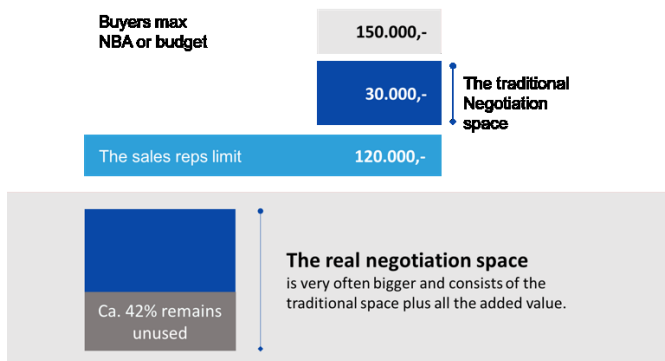 Buyers max
NBA or budget
150.000,-
30.000,-
The traditional
Negotiation
space
The sales reps limit
120.000,-
The real negotiation space
is very often bigger and consists of the
traditional space plus all the added value.
Ca. 42% remains
unused